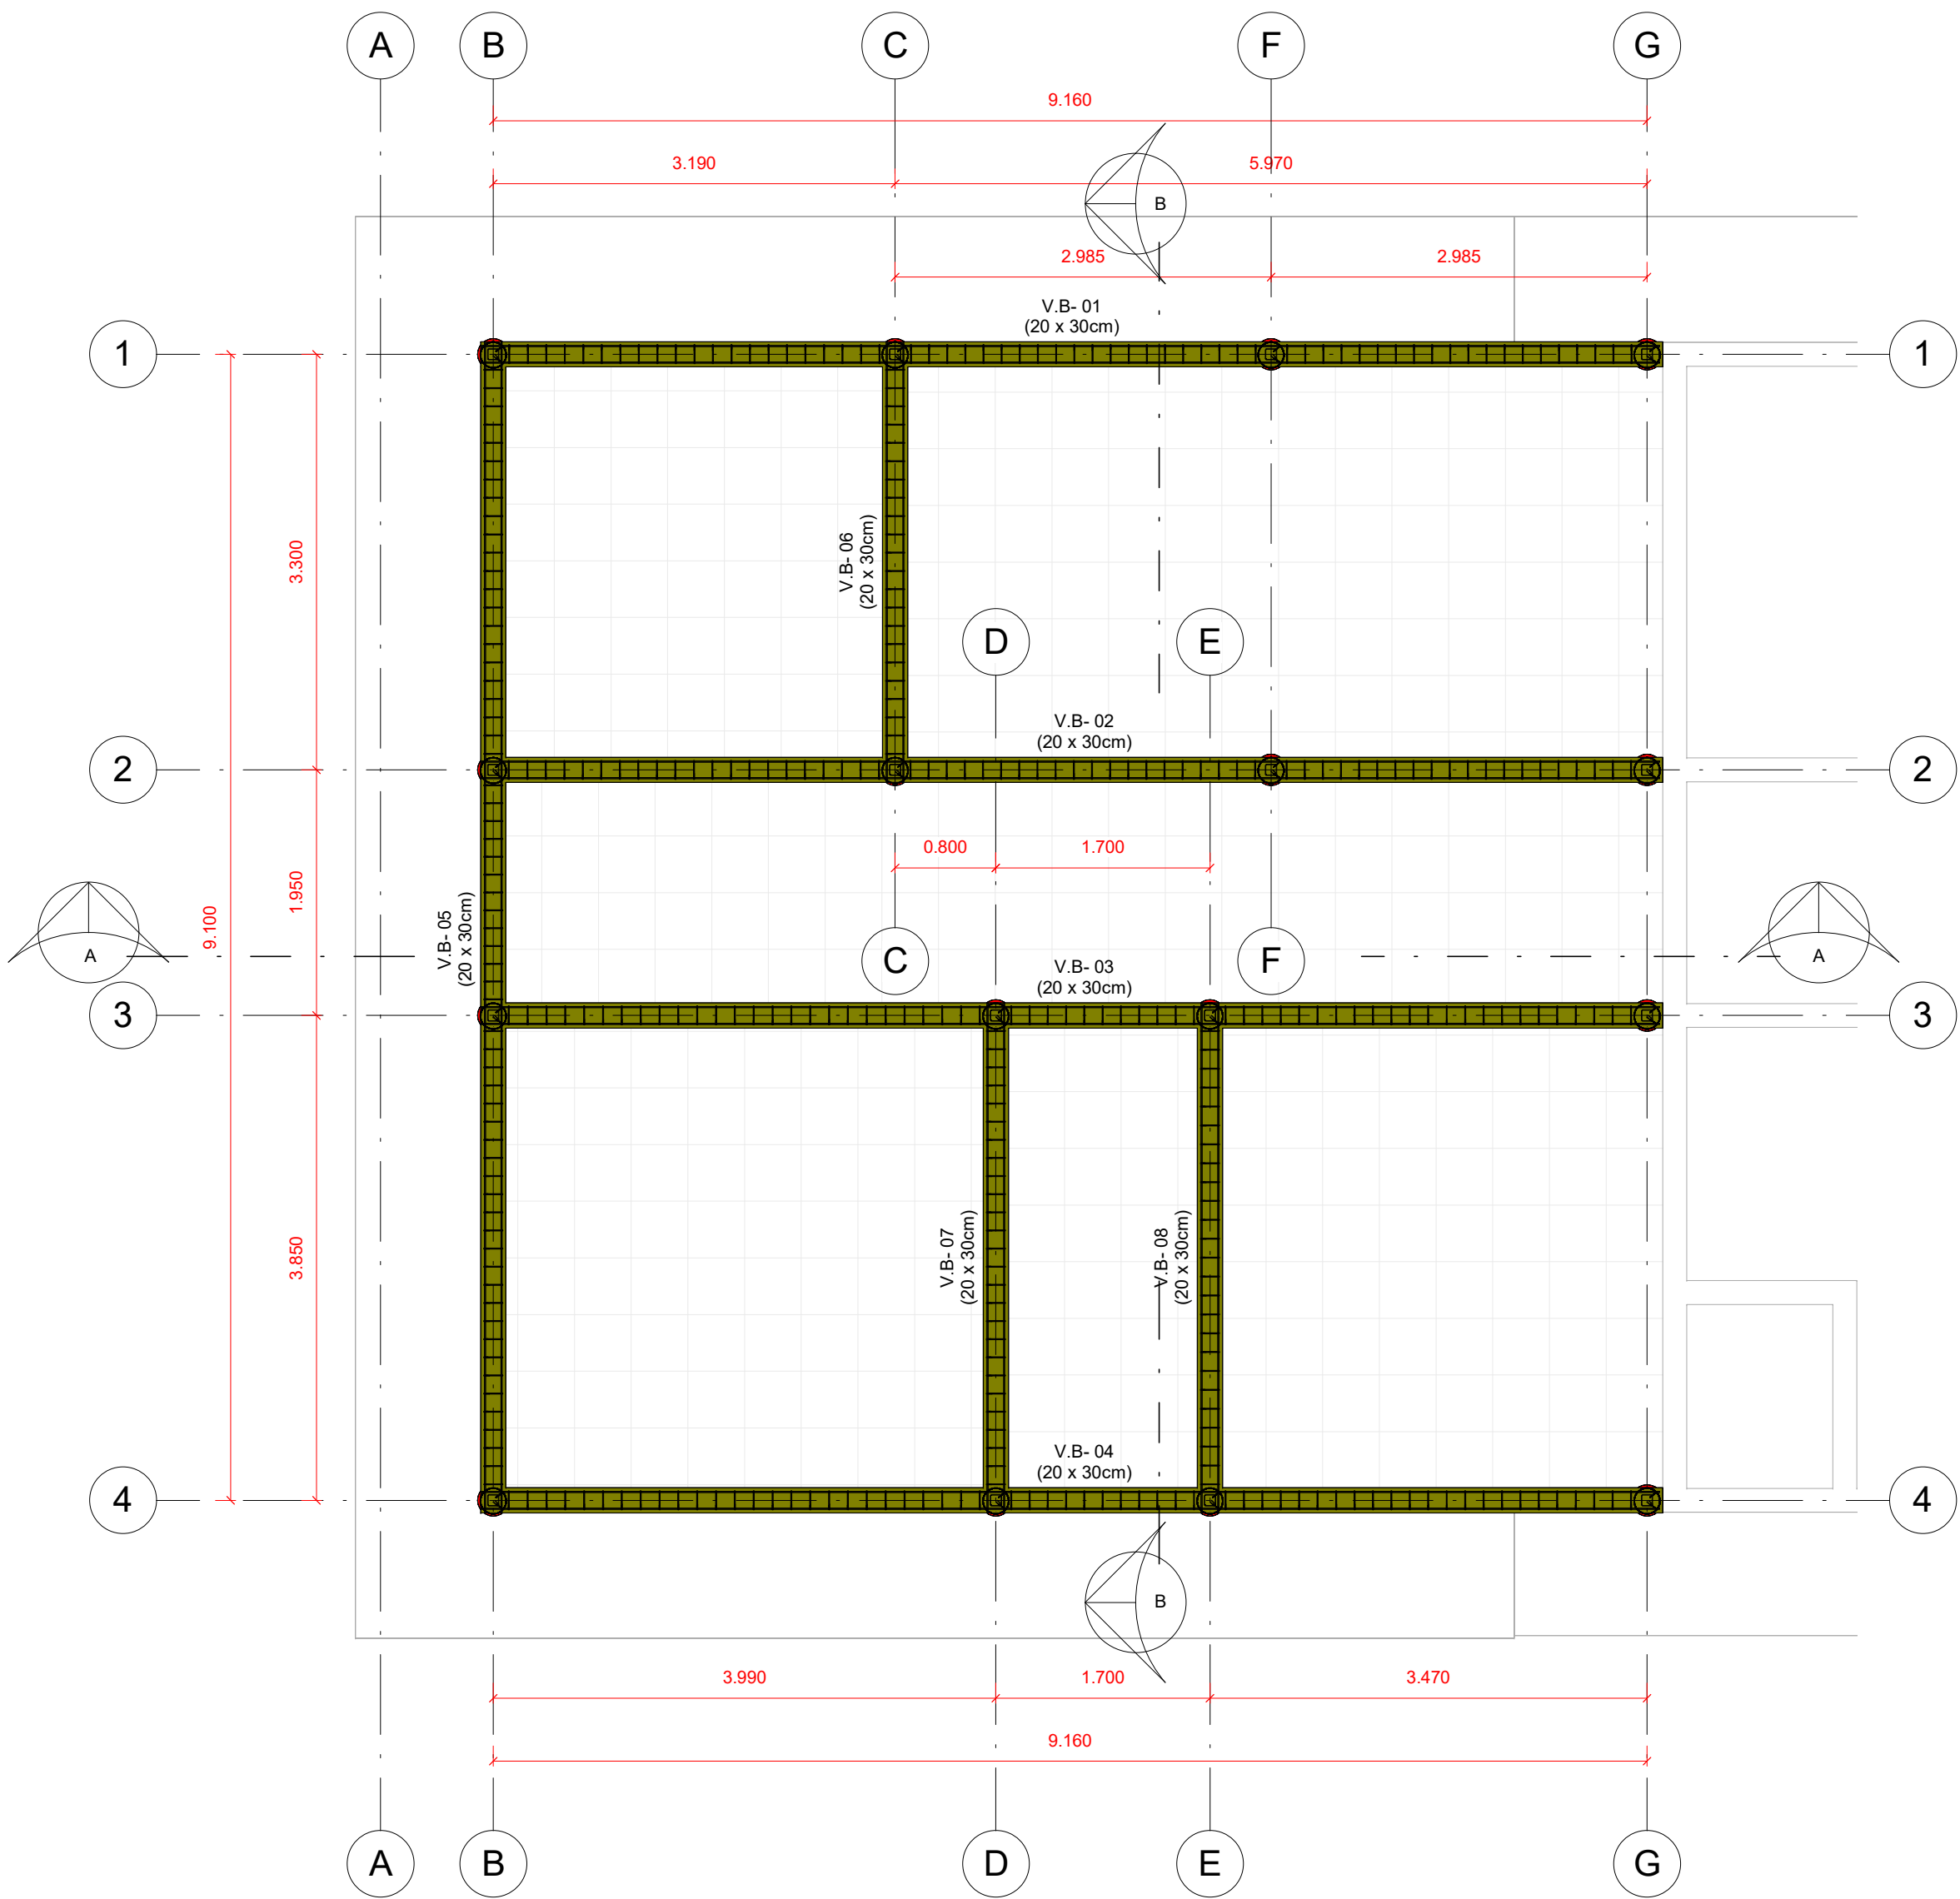 A B C F G
9.160
3.190 5.970
B
2.985 2.985
V.B- 01
(20 x 30cm)
1 1
3.300
V.B- 06
(20 x 30cm)
D E
V.B- 02
(20 x 30cm)
2 2
0.800 1.700
1.950
9.100
V.B- 05
(20 x 30cm)
A A
C F
V.B- 03
(20 x 30cm)
3 3
3.850
V.B- 07
(20 x 30cm)
V.B- 08
(20 x 30cm)
V.B- 04
(20 x 30cm)
4 4
B
3.990 1.700 3.470
9.160
A B D E G